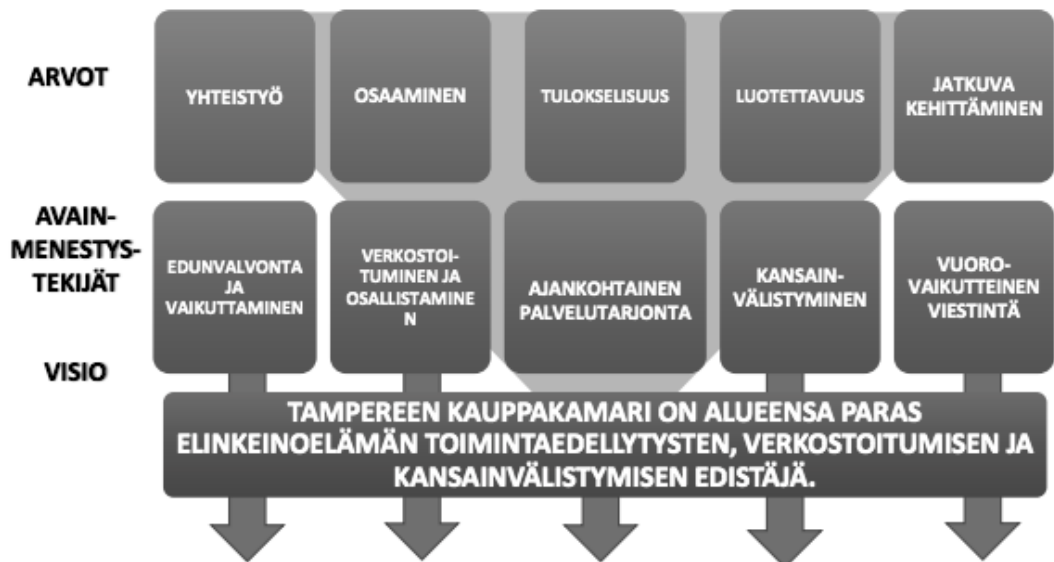 ARVOT
YHTEISTYÖ
OSAAMINEN
TULOKSELISUUS
LUOTETTAVUUS
JATKUVA
KEHITTÄMINEN
AVAIN-
MENESTYS-
TEKIJÄT
EDUNVALVONTA
JA
VAIKUTTAMINEN
VERKOSTOI-
TUMINEN JA
OSALLISTAMINE
N
AJANKOHTAINEN
PALVELUTARJONTA
KANSAIN-
VÄLISTYMINEN
VUORO-
VAIKUTTEINEN
VIESTINTÄ
VISIO
TAMPEREEN KAUPPAKAMARI ON ALUEENSA PARAS
ELINKEINOELÄMÄN TOIMINTAEDELLYTYSTEN, VERKOSTOITUMISEN JA
KANSAINVÄLISTYMISEN EDISTÄJÄ.